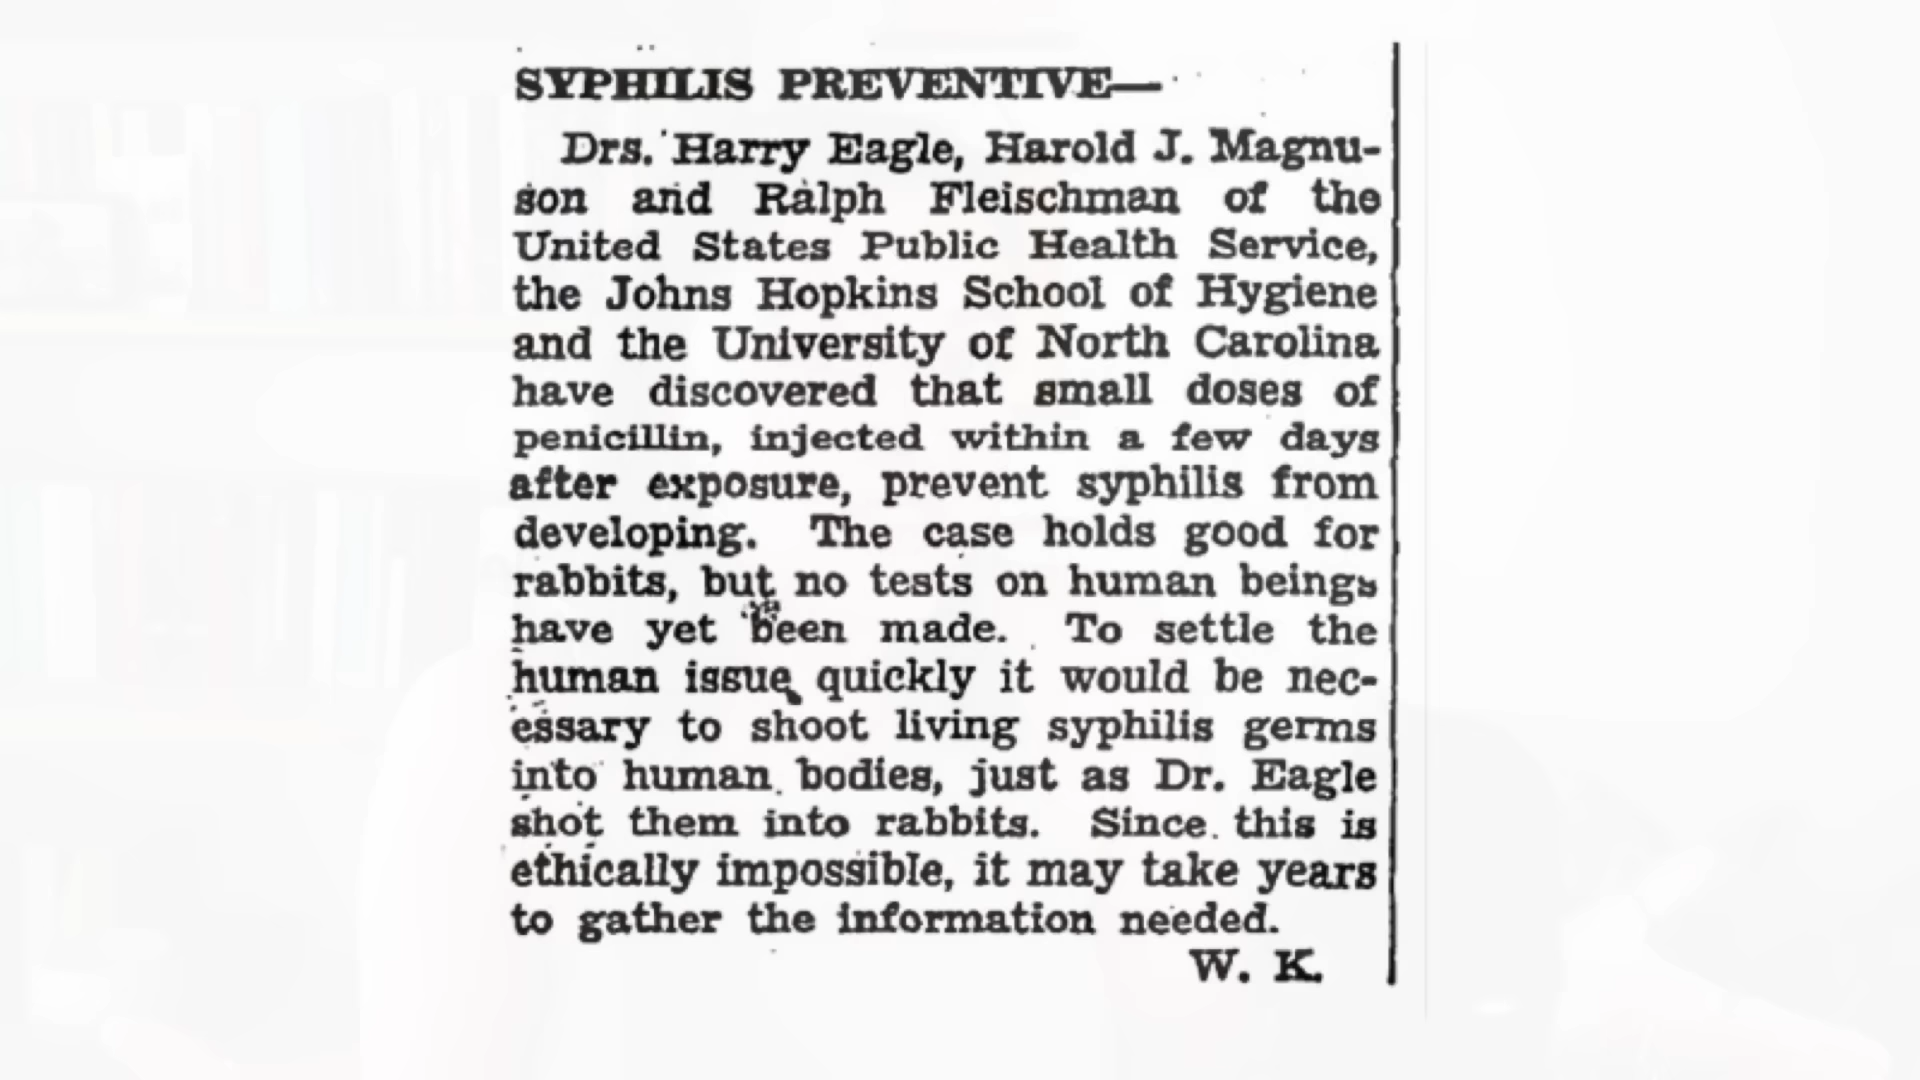 SYPHILIS PREVENTIVE—
Drs. Harry Eagle, Harold J. Magnu-
son and Ralph Fleischman of the
United States Public Health Service,
the Johns Hopkins School of Hygiene
and the University of North Carolina
have discovered that small doses of
penicillin, injected within a few days
after exposure, prevent syphilis from
developing. The case holds good for
rabbits, but no tests on human beings
have yet been made. To settle the
human issue quickly it would be nec-
essary to shoot living syphilis germs
into human bodies, just as Dr. Eagle
shot them into rabbits. Since this is
ethically impossible, it may take years
to gather the information needed.
W. K.